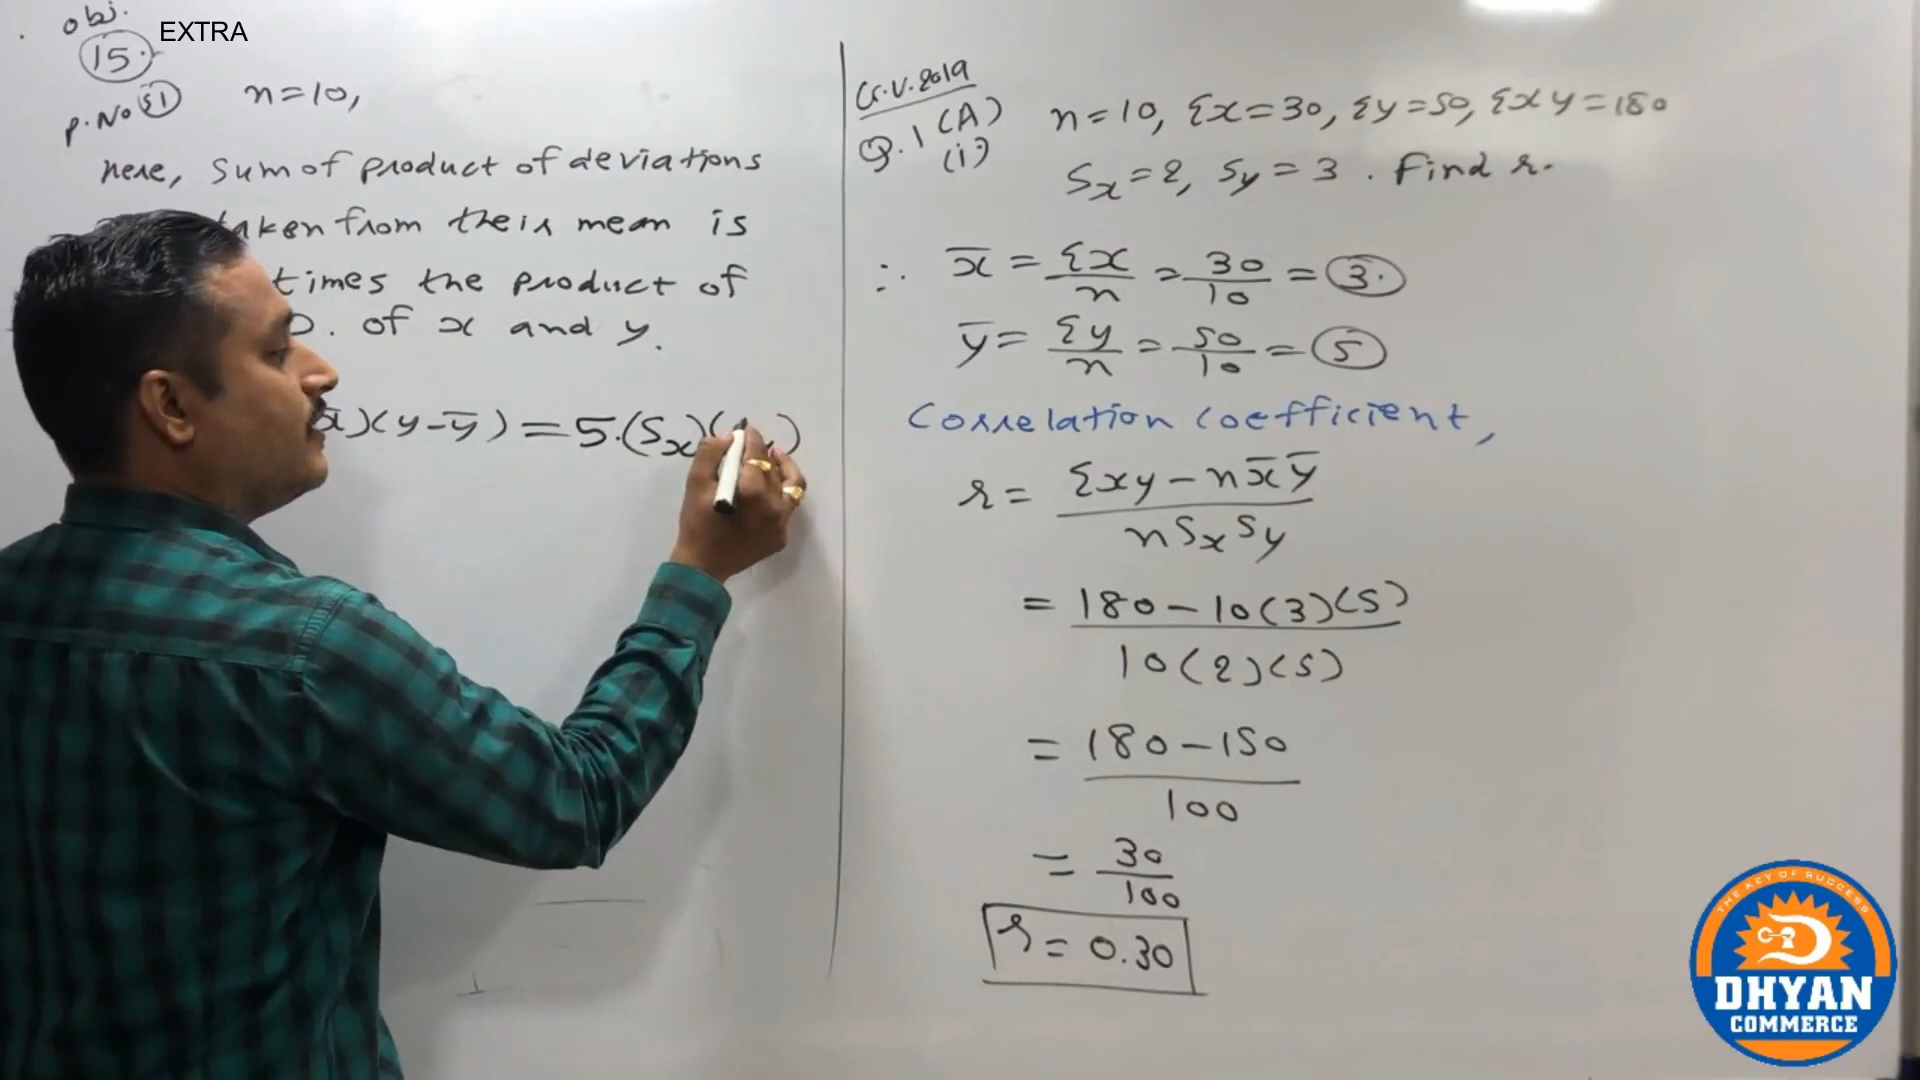 obj. EXTRA
15.
P.No 51 n=10,
here, sum of product of deviations
taken from their mean is
times the product of
of x and y.
x̄)(y-ȳ) = 5.(Sx)(
G.U. 2019
Q.1 (A) n=10, Σx=30, Σy=50, Σxy=180
(i) Sx=2, Sy=3. Find r.
∴ x̄ = Σx/n = 30/10 = 3.
ȳ = Σy/n = 50/10 = 5
Correlation coefficient,
r = Σxy - nx̄ȳ / nSxSy
= 180-10(3)(5) / 10(2)(5)
= 180-150 / 100
= 30/100
r = 0.30
THE KEY OF SUCCESS
DHYAN
COMMERCE